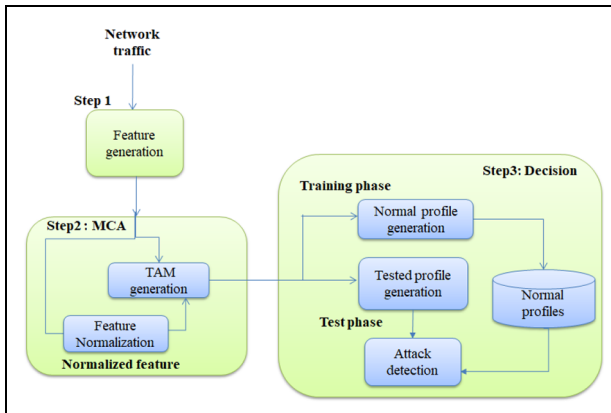 Network
traffic
Step 1
Feature
generation
Step2 : MCA
TAM
generation
Feature
Normalization
Normalized feature
Step3: Decision
Training phase
Normal profile
generation
Tested profile
generation
Test phase
Normal
profiles
Attack
detection